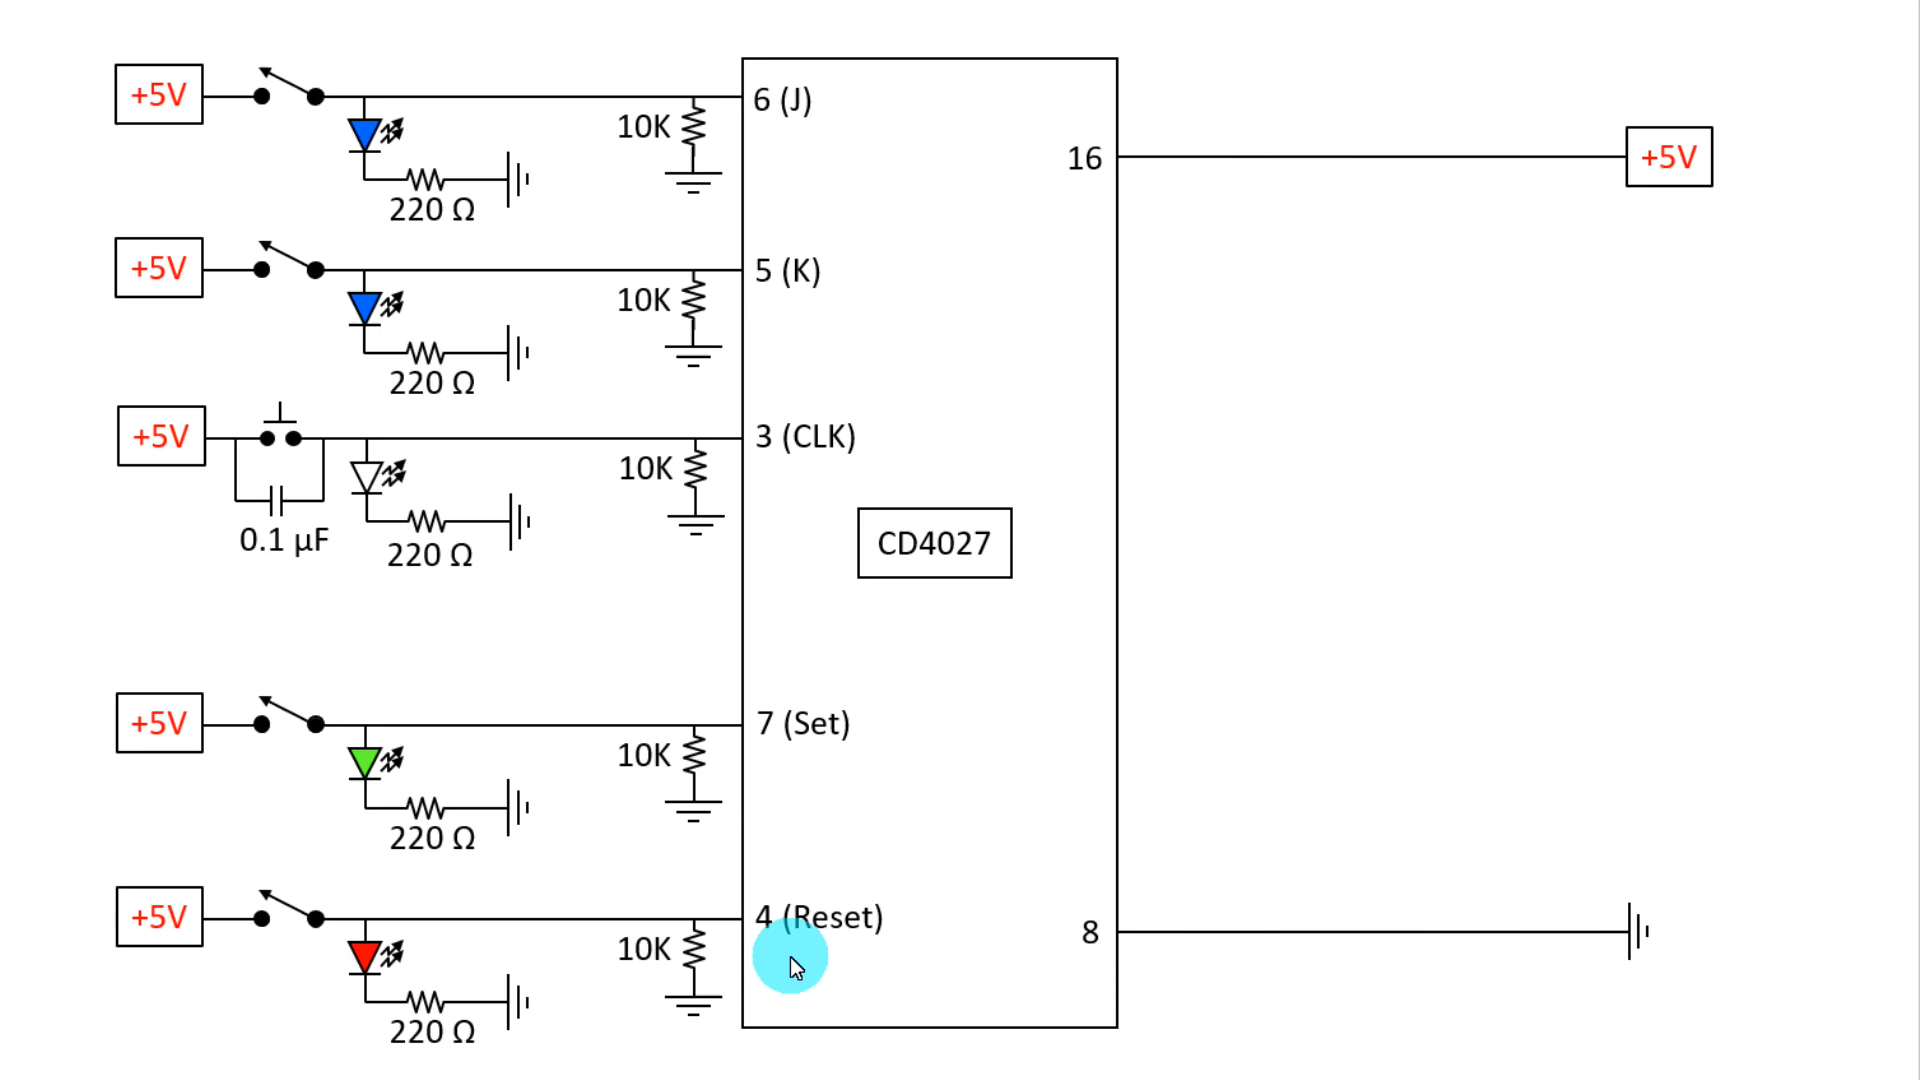 +5V
10K
6 (J)
220 Ω
16
+5V
+5V
10K
5 (K)
220 Ω
+5V
10K
3 (CLK)
0.1 µF
220 Ω
CD4027
+5V
10K
7 (Set)
220 Ω
+5V
10K
4 (Reset)
220 Ω
8